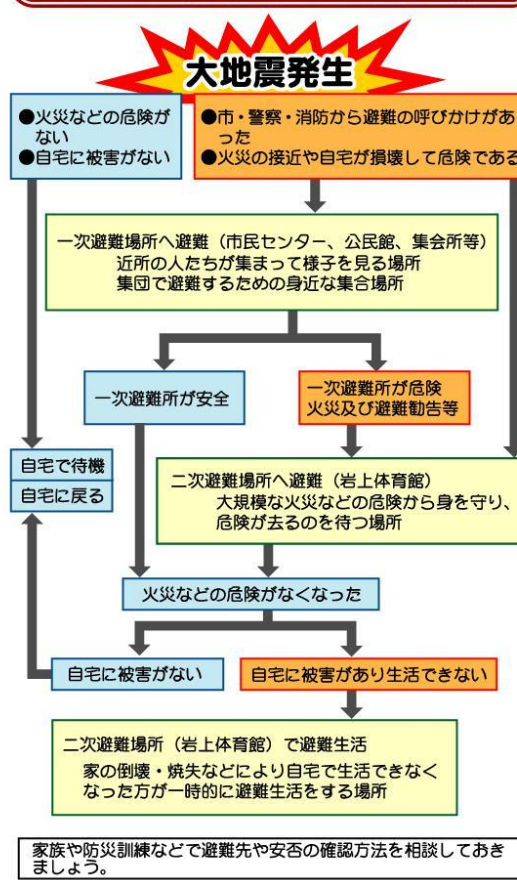 大地震発生
●火災などの危険が
ない
●自宅に被害がない
●市・警察・消防から避難の呼びかけがあ
った
●火災の接近や自宅が損壊して危険である
一次避難場所へ避難（市民センター、公民館、集会所等）
近所の人たちが集まって様子を見る場所
集団で避難するための身近な集合場所
一次避難所が安全
一次避難所が危険
火災及び避難勧告等
自宅で待機
自宅に戻る
二次避難場所へ避難（岩上体育館）
大規模な火災などの危険から身を守り、
危険が去るのを待つ場所
火災などの危険がなくなった
自宅に被害がない
自宅に被害があり生活できない
二次避難場所（岩上体育館）で避難生活
家の倒壊・焼失などにより自宅で生活できなく
なった方が一時的に避難生活をする場所
家族や防災訓練などで避難先や安否の確認方法を相談しておき
ましょう。